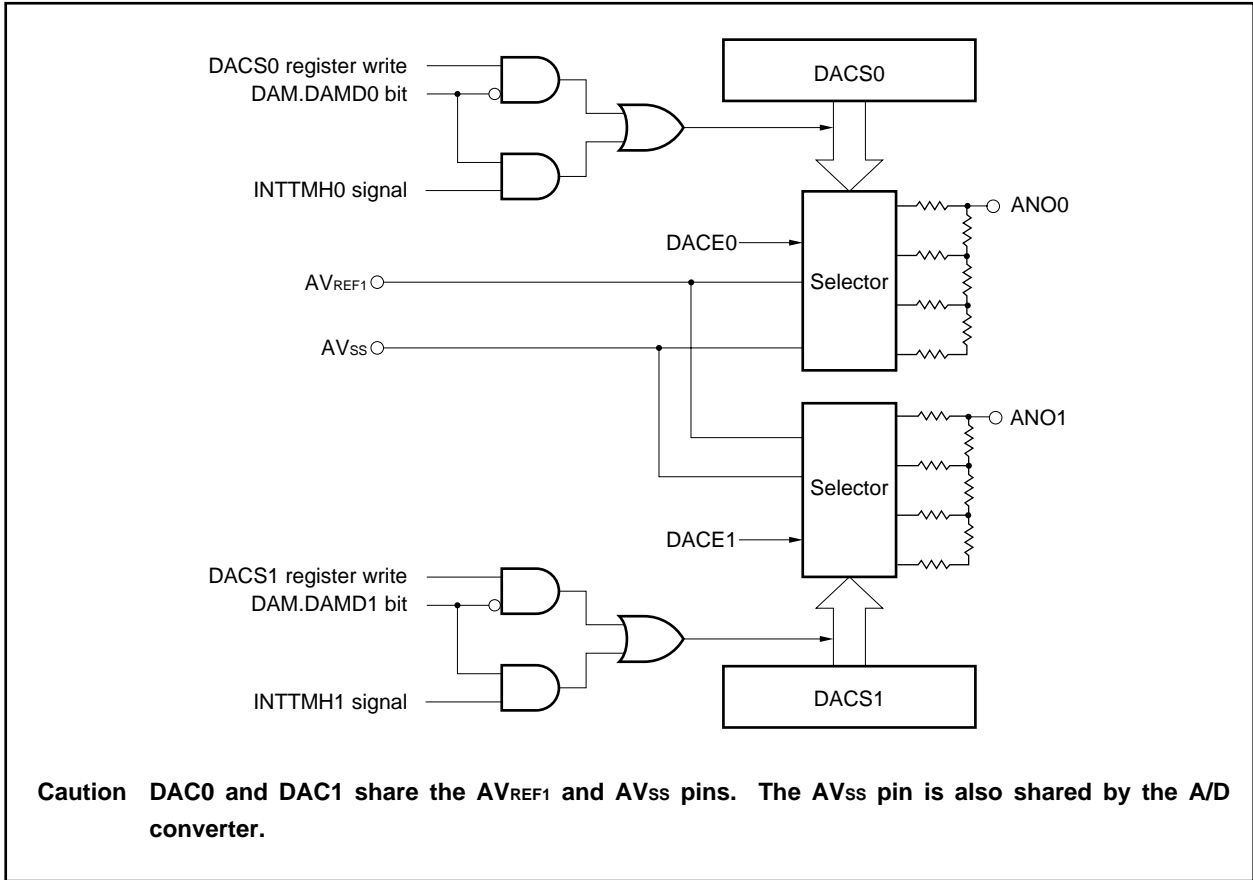 DACS0 register write
DAM.DAMD0 bit
INTTMH0 signal
DACS0
DACE0
Selector
ANO0
AVREF1
AVSS
Selector
ANO1
DACE1
DACS1 register write
DAM.DAMD1 bit
INTTMH1 signal
DACS1
Caution DAC0 and DAC1 share the AVREF1 and AVSS pins. The AVSS pin is also shared by the A/D
converter.